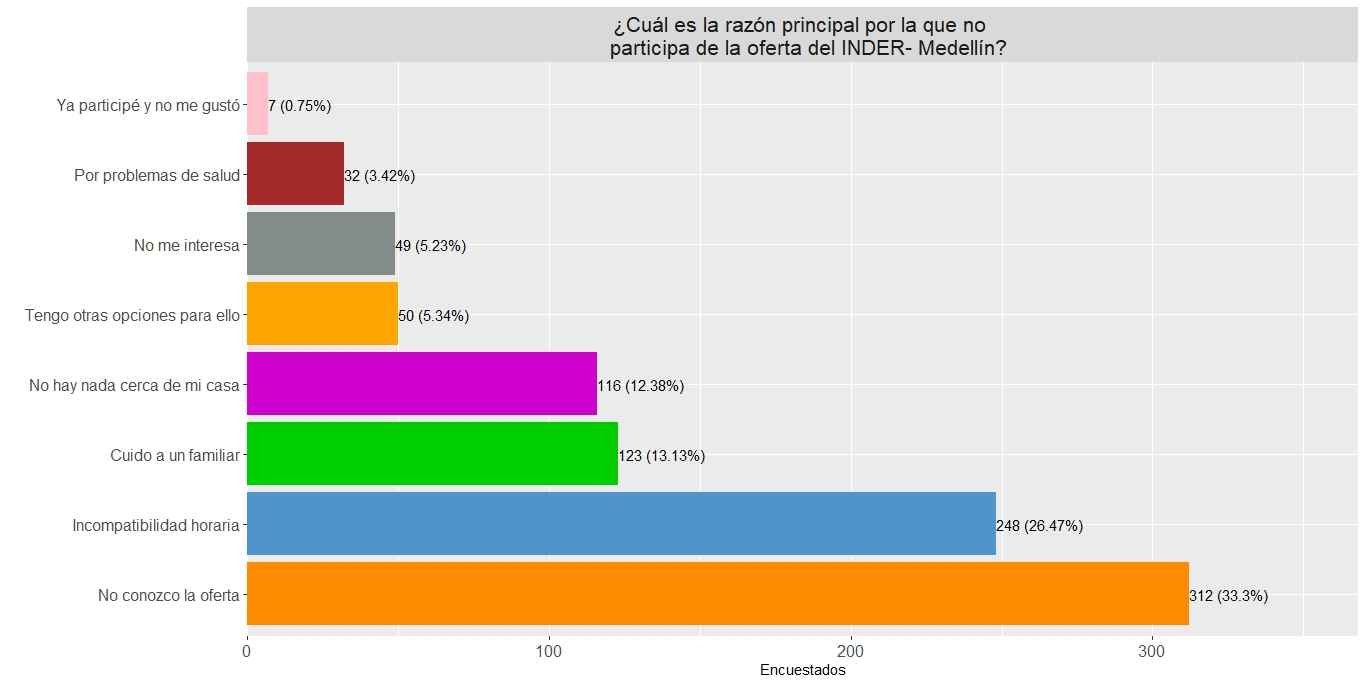 ¿Cuál es la razón principal por la que no
participa de la oferta del INDER- Medellín?
Ya participé y no me gustó
7 (0.75%)
Por problemas de salud
32 (3.42%)
No me interesa
49 (5.23%)
Tengo otras opciones para ello
50 (5.34%)
No hay nada cerca de mi casa
116 (12.38%)
Cuido a un familiar
123 (13.13%)
Incompatibilidad horaria
248 (26.47%)
No conozco la oferta
312 (33.3%)
0
100
200
300
Encuestados